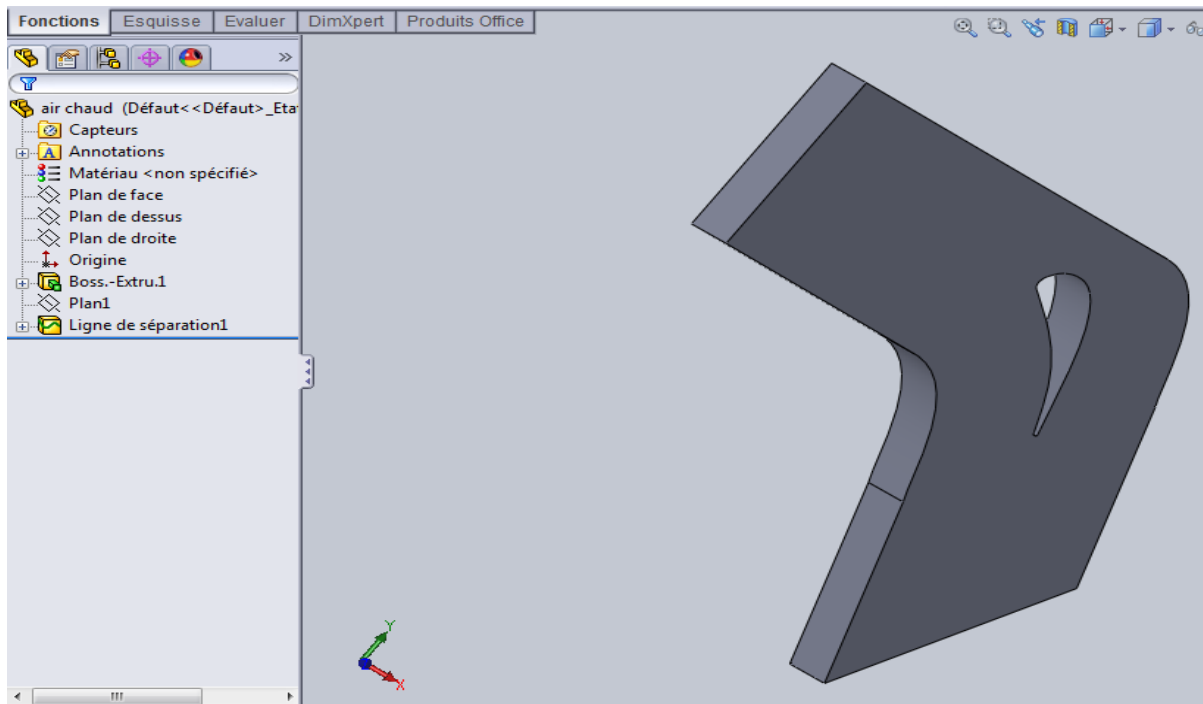 Fonctions Esquisse Evaluer DimXpert Produits Office
air chaud (Défaut<<Défaut>_Eta
Capteurs
A Annotations
Matériau <non spécifié>
Plan de face
Plan de dessus
Plan de droite
Origine
Boss.-Extru.1
Plan1
Ligne de séparation1
Y
X